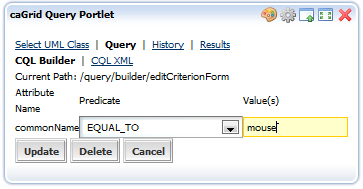 caGrid Query Portlet
Select UML Class | Query | History | Results
CQL Builder | CQL XML
Current Path: /query/builder/editCriterionForm
Attribute Name Predicate Value(s)
commonName EQUAL_TO mouse
Update Delete Cancel